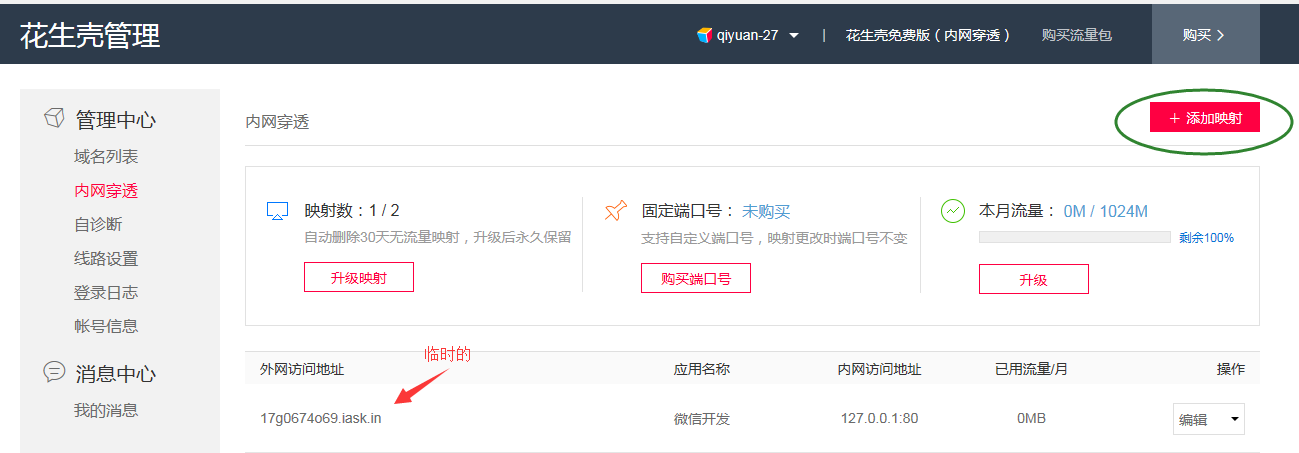 花生壳管理
qiyuan-27 | 花生壳免费版（内网穿透） 购买流量包 购买 >
管理中心
域名列表
内网穿透
自诊断
线路设置
登录日志
帐号信息
消息中心
我的消息
内网穿透
+ 添加映射
映射数：1 / 2
自动删除30天无流量映射，升级后永久保留
升级映射
固定端口号： 未购买
支持自定义端口号，映射更改时端口号不变
购买端口号
本月流量： 0M / 1024M
剩余100%
升级
临时的
外网访问地址 应用名称 内网访问地址 已用流量/月 操作
17g0674o69.iask.in 微信开发 127.0.0.1:80 0MB 编辑